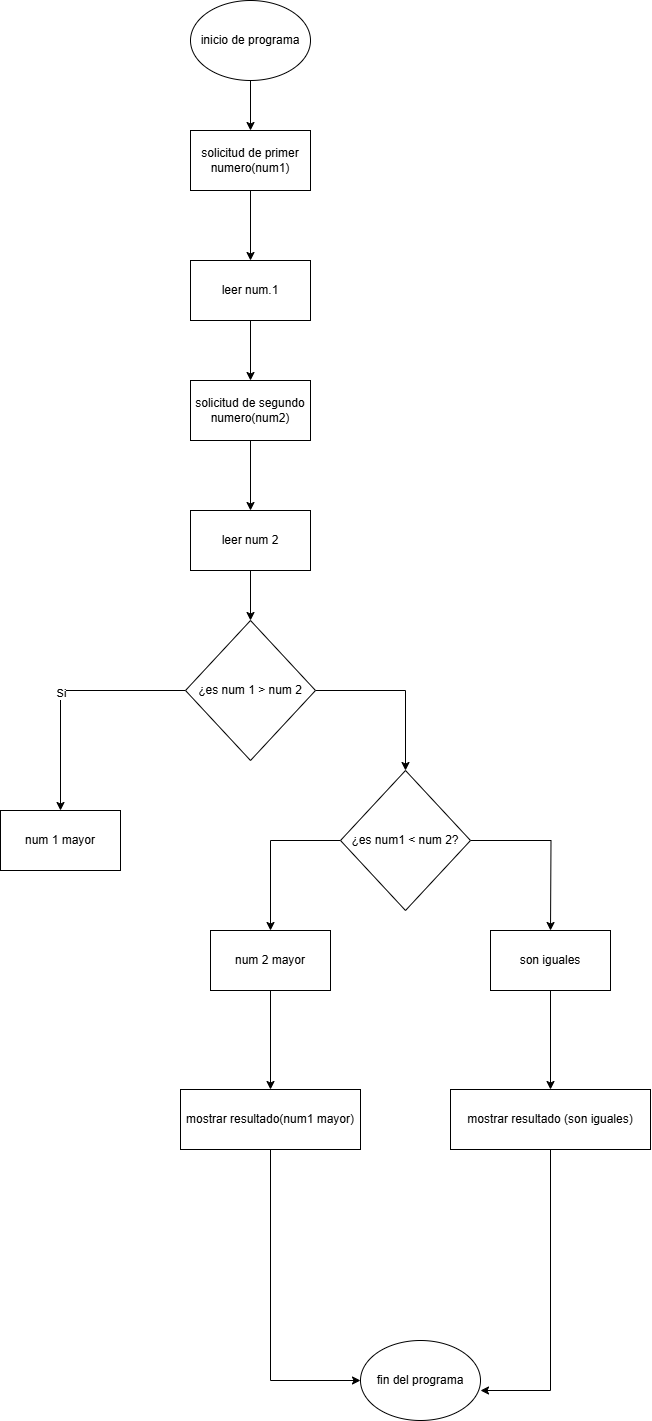 inicio de programa
solicitud de primer
numero(num1)
leer num.1
solicitud de segundo
numero(num2)
leer num 2
¿es num 1 > num 2
Si
num 1 mayor
¿es num1 < num 2?
num 2 mayor
son iguales
mostrar resultado(num1 mayor)
mostrar resultado (son iguales)
fin del programa